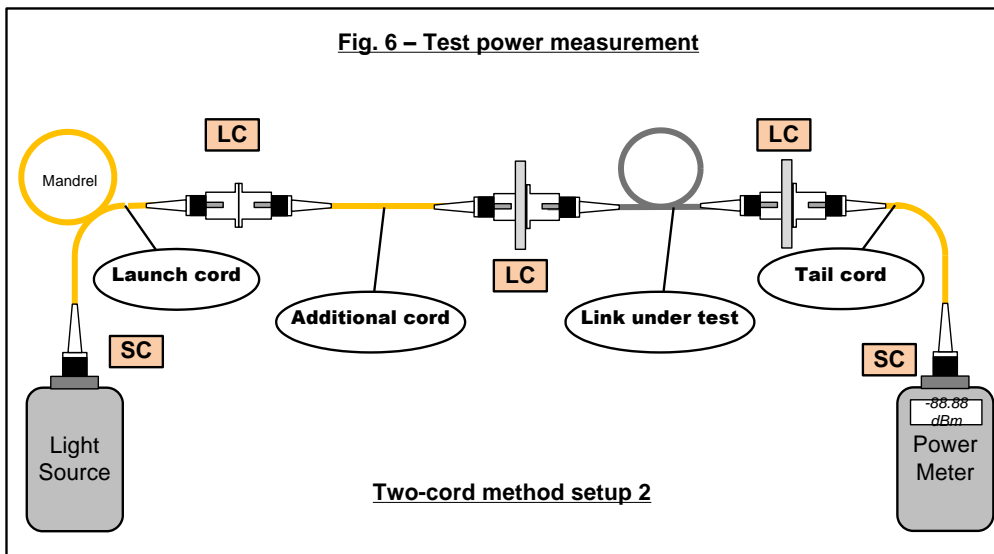 Fig. 6 – Test power measurement
LC
LC
Mandrel
Launch cord
LC
Tail cord
Additional cord
Link under test
SC
SC
-88.88
dBm
Light
Source
Power
Meter
Two-cord method setup 2